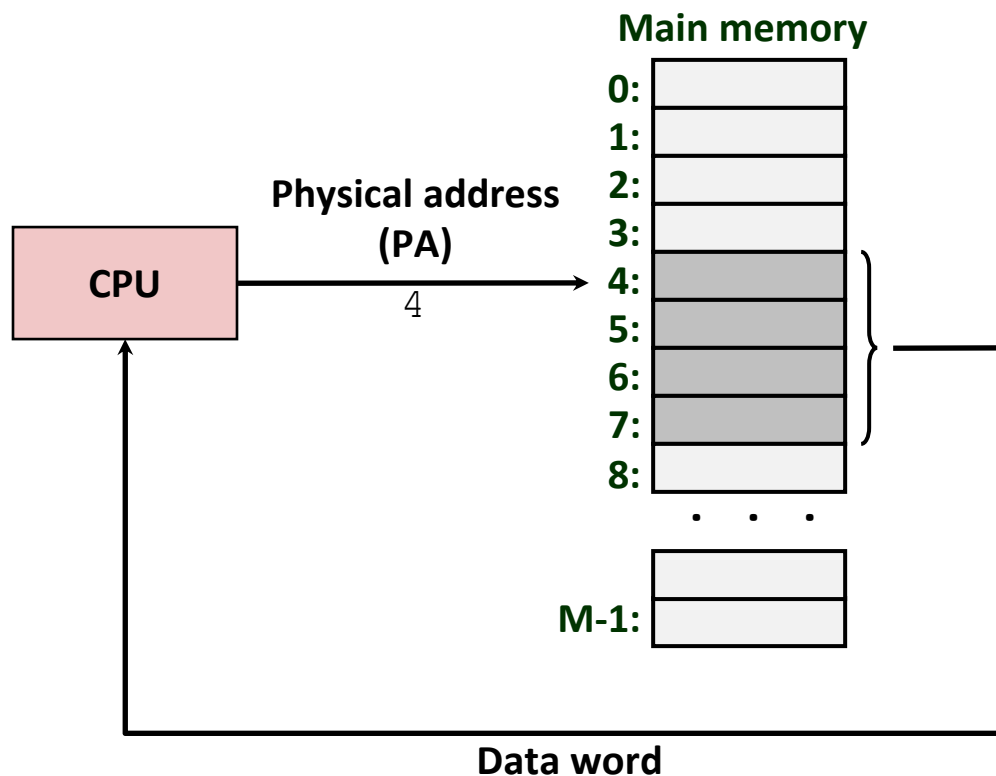 Main memory
0:
1:
2:
Physical address
(PA)
3:
CPU
4
4:
5:
6:
7:
8:
. . .
M-1:
Data word